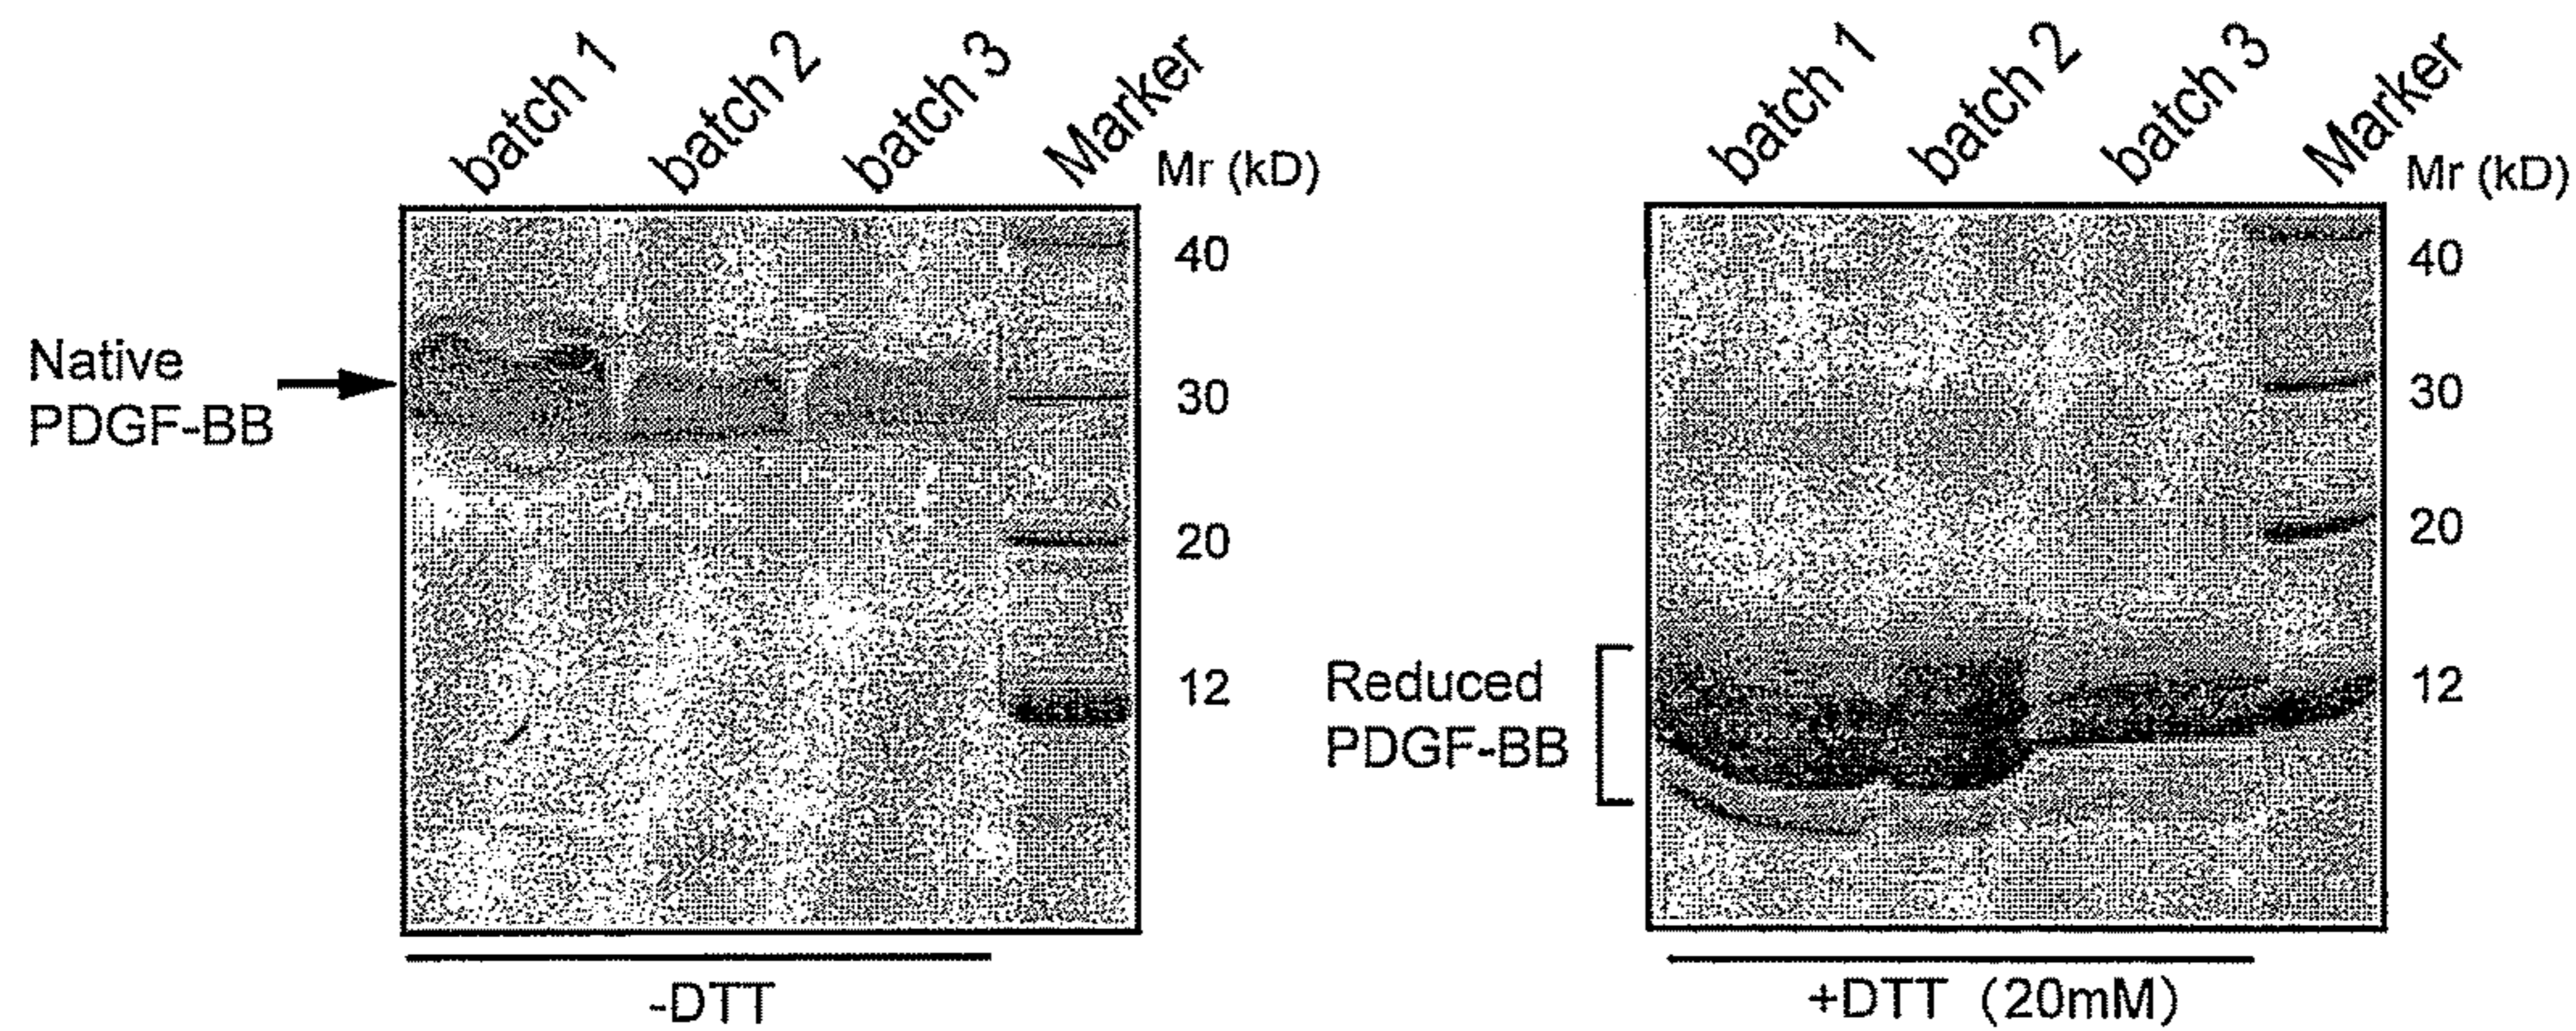 batch 1
batch 2
batch 3
Marker
Mr (kD)
40
30
20
12
Native
PDGF-BB
-DTT
batch 1
batch 2
batch 3
Marker
Mr (kD)
40
30
20
12
Reduced
PDGF-BB
+DTT (20mM)